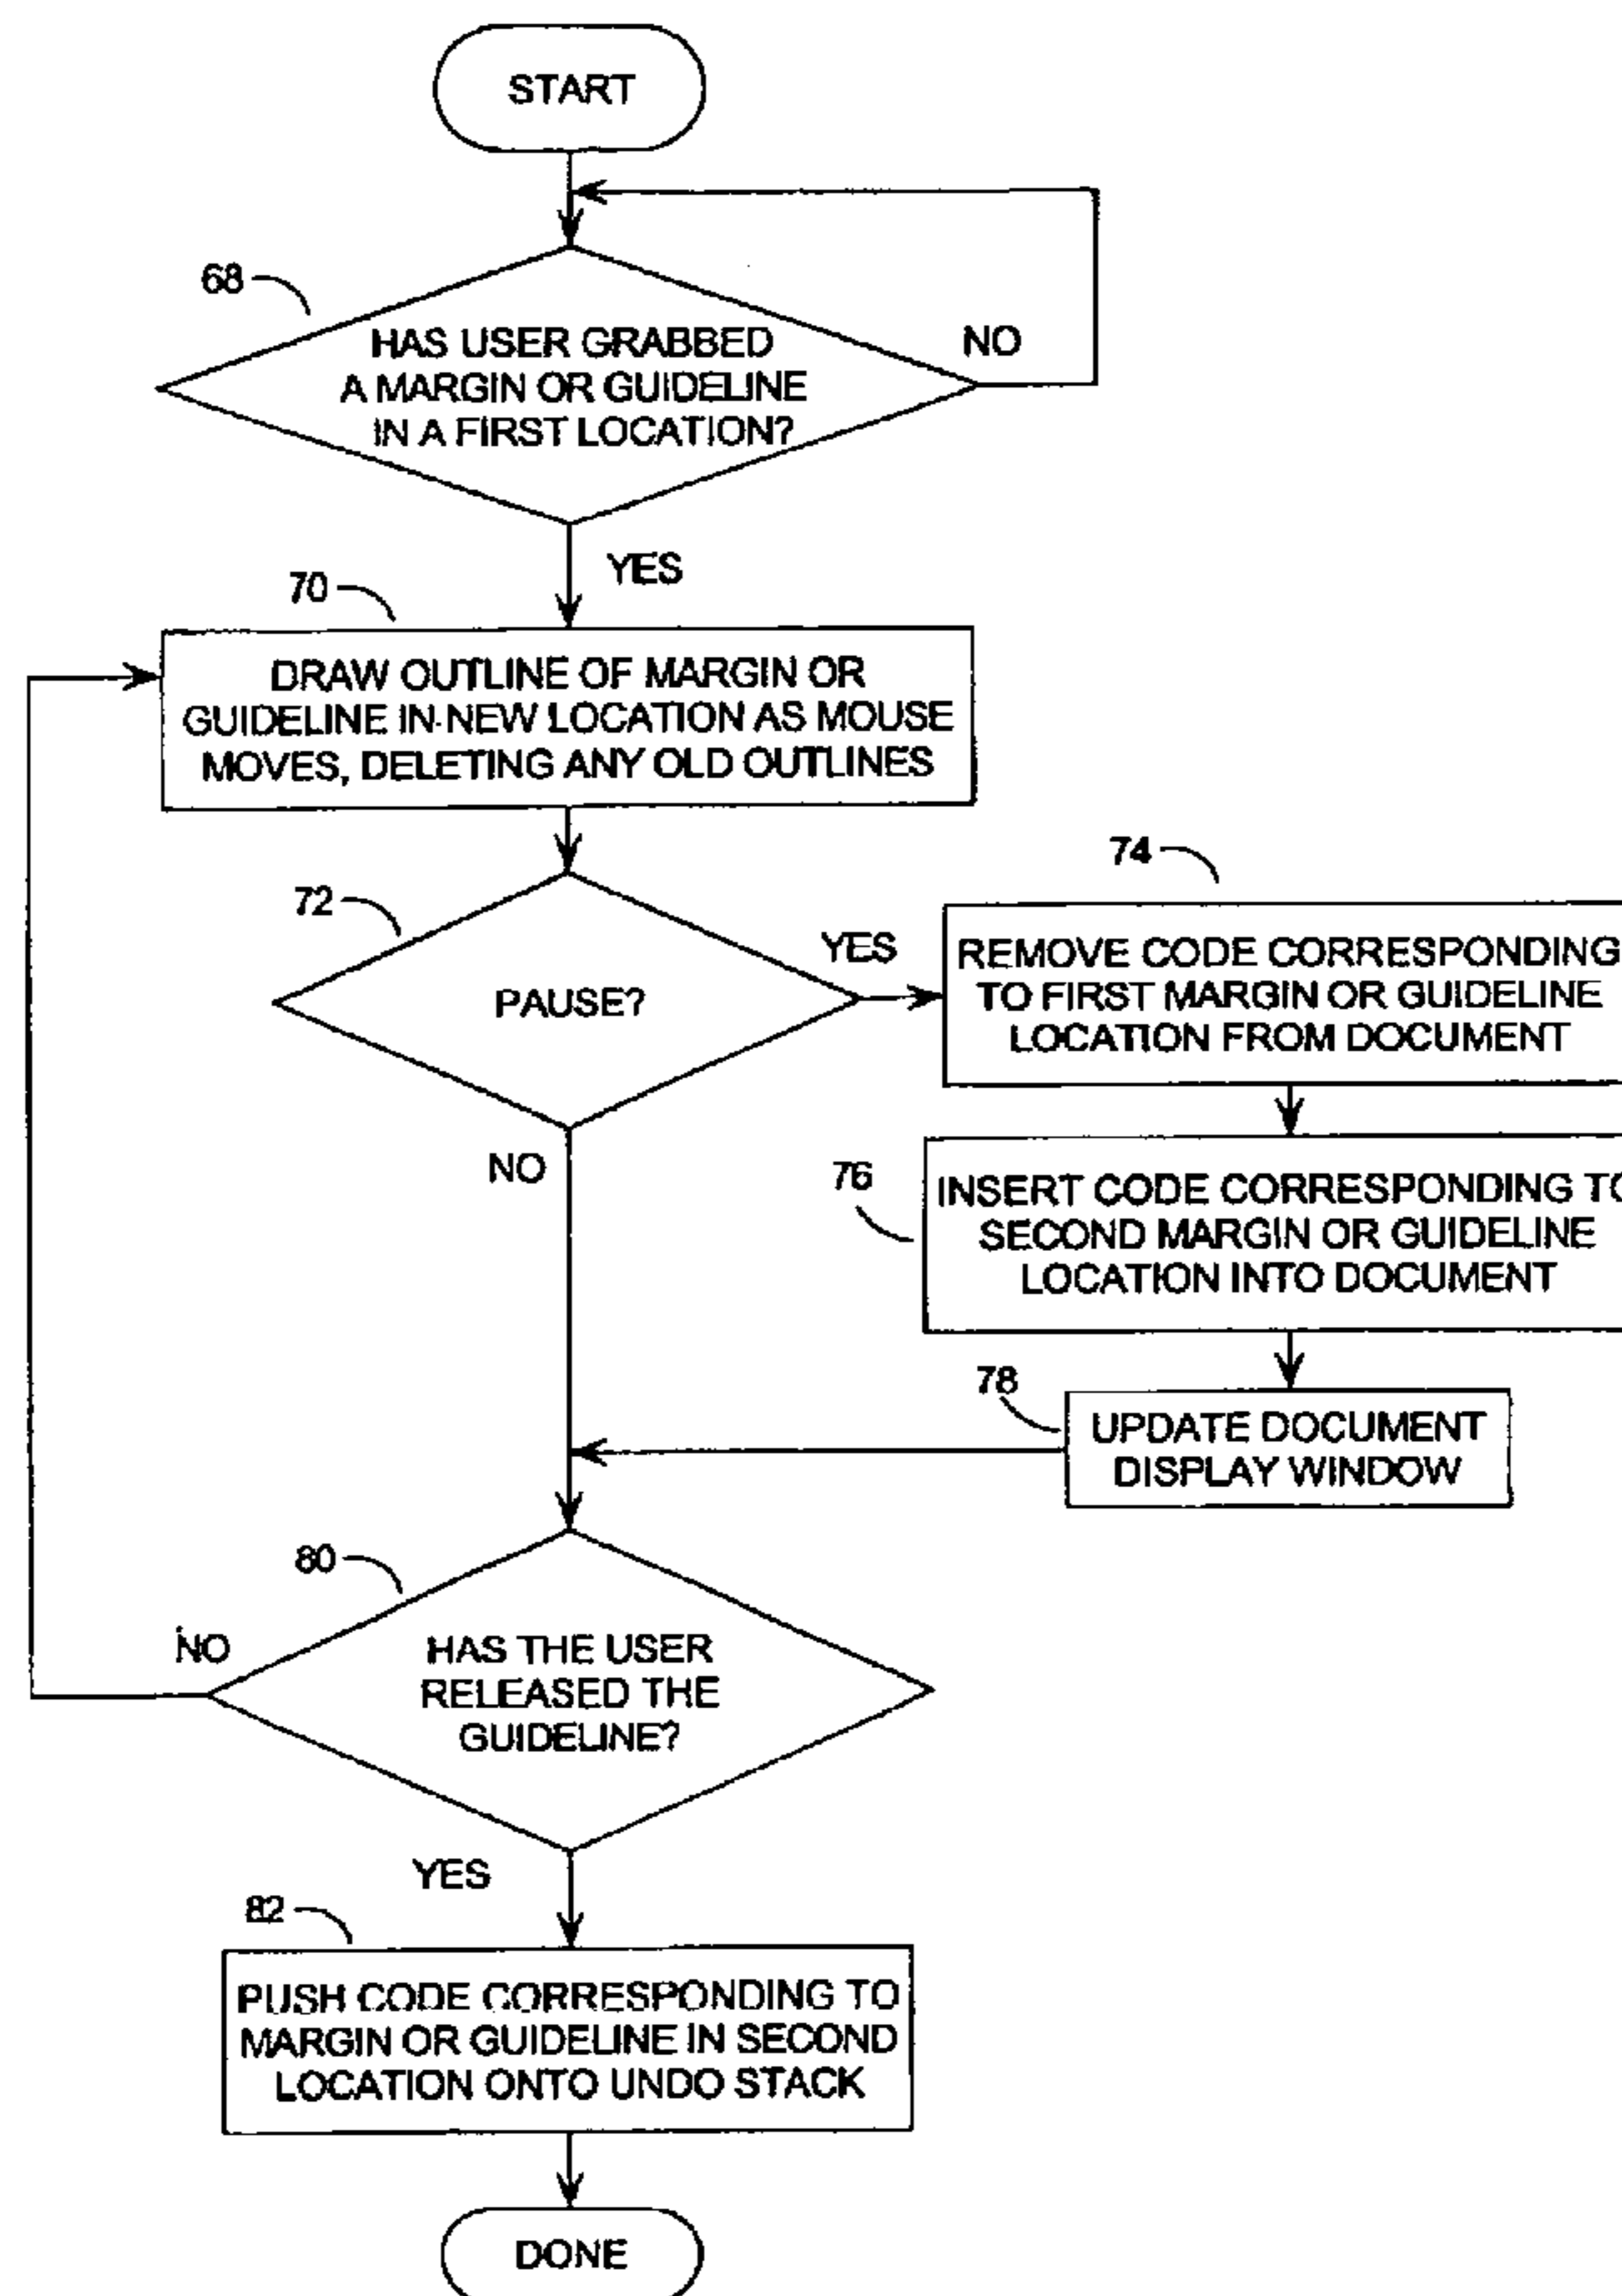 START
68
HAS USER GRABBED
A MARGIN OR GUIDELINE
IN A FIRST LOCATION?
NO
YES
70
DRAW OUTLINE OF MARGIN OR
GUIDELINE IN NEW LOCATION AS MOUSE
MOVES, DELETING ANY OLD OUTLINES
72
PAUSE?
YES
74
REMOVE CODE CORRESPONDING
TO FIRST MARGIN OR GUIDELINE
LOCATION FROM DOCUMENT
NO
76
INSERT CODE CORRESPONDING TO
SECOND MARGIN OR GUIDELINE
LOCATION INTO DOCUMENT
78
UPDATE DOCUMENT
DISPLAY WINDOW
80
NO
HAS THE USER
RELEASED THE
GUIDELINE?
YES
82
PUSH CODE CORRESPONDING TO
MARGIN OR GUIDELINE IN SECOND
LOCATION ONTO UNDO STACK
DONE